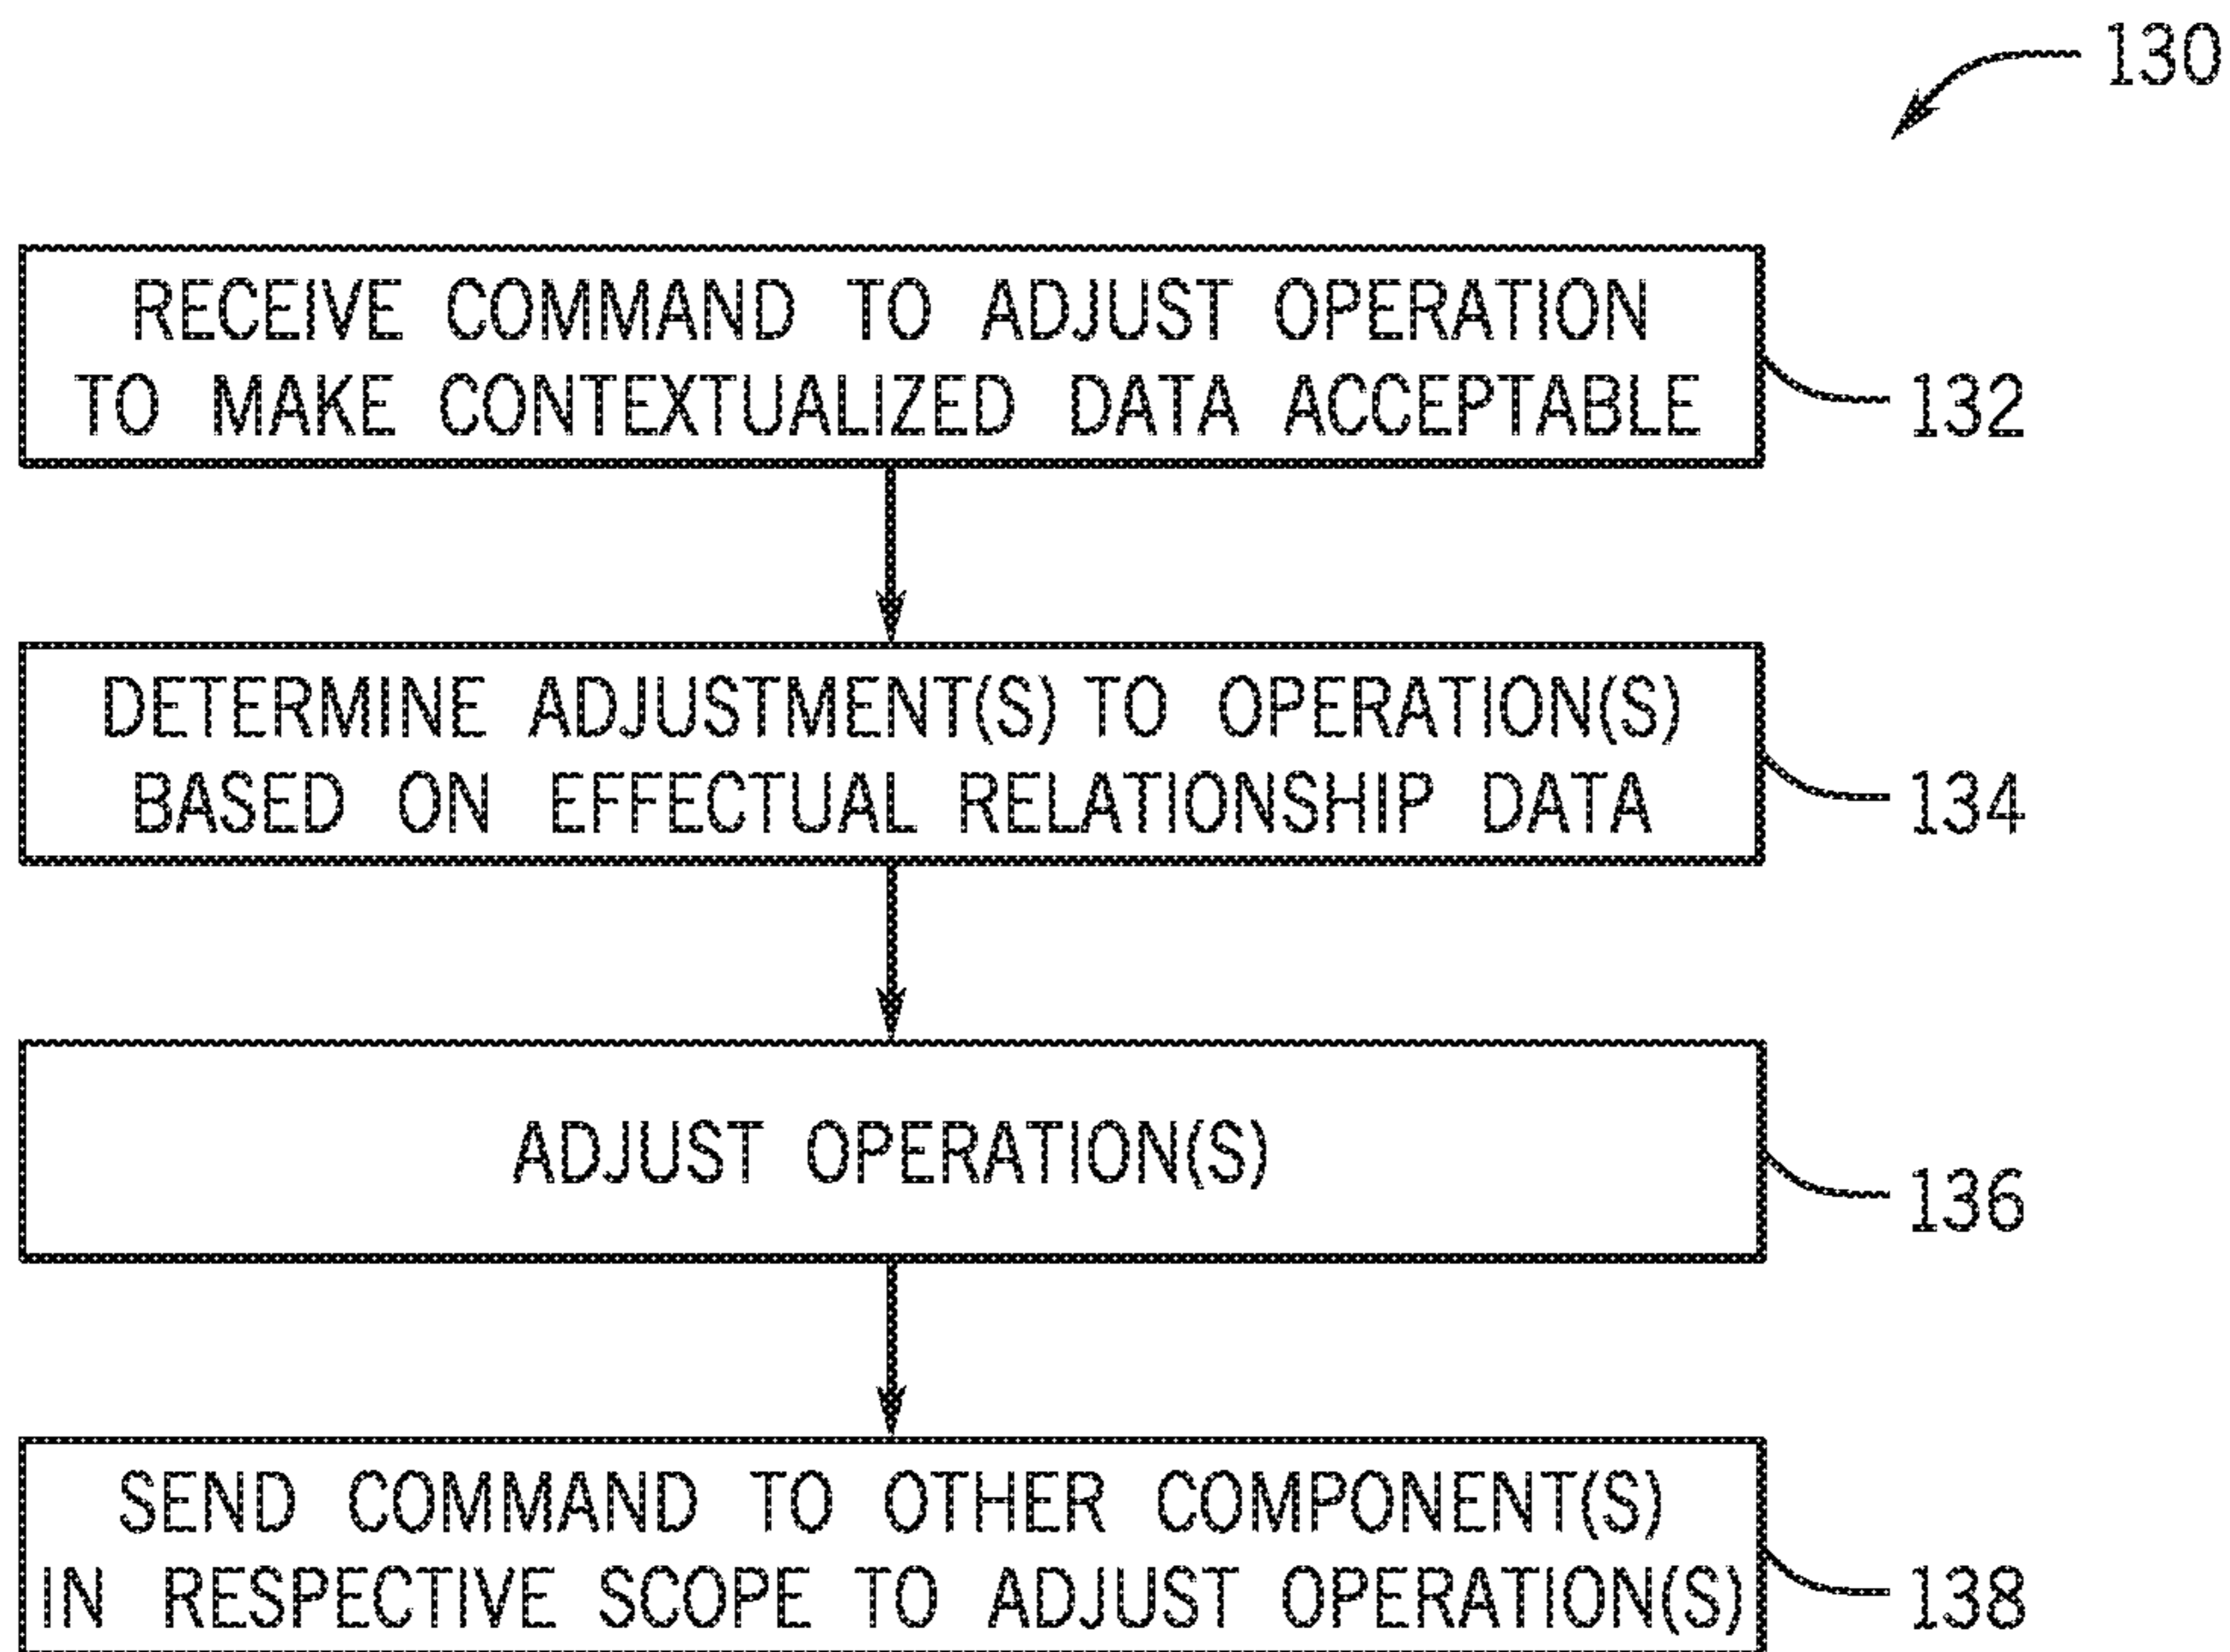 130
RECEIVE COMMAND TO ADJUST OPERATION
TO MAKE CONTEXTUALIZED DATA ACCEPTABLE
132
DETERMINE ADJUSTMENT(S) TO OPERATION(S)
BASED ON EFFECTUAL RELATIONSHIP DATA
134
ADJUST OPERATION(S)
136
SEND COMMAND TO OTHER COMPONENT(S)
IN RESPECTIVE SCOPE TO ADJUST OPERATION(S)
138